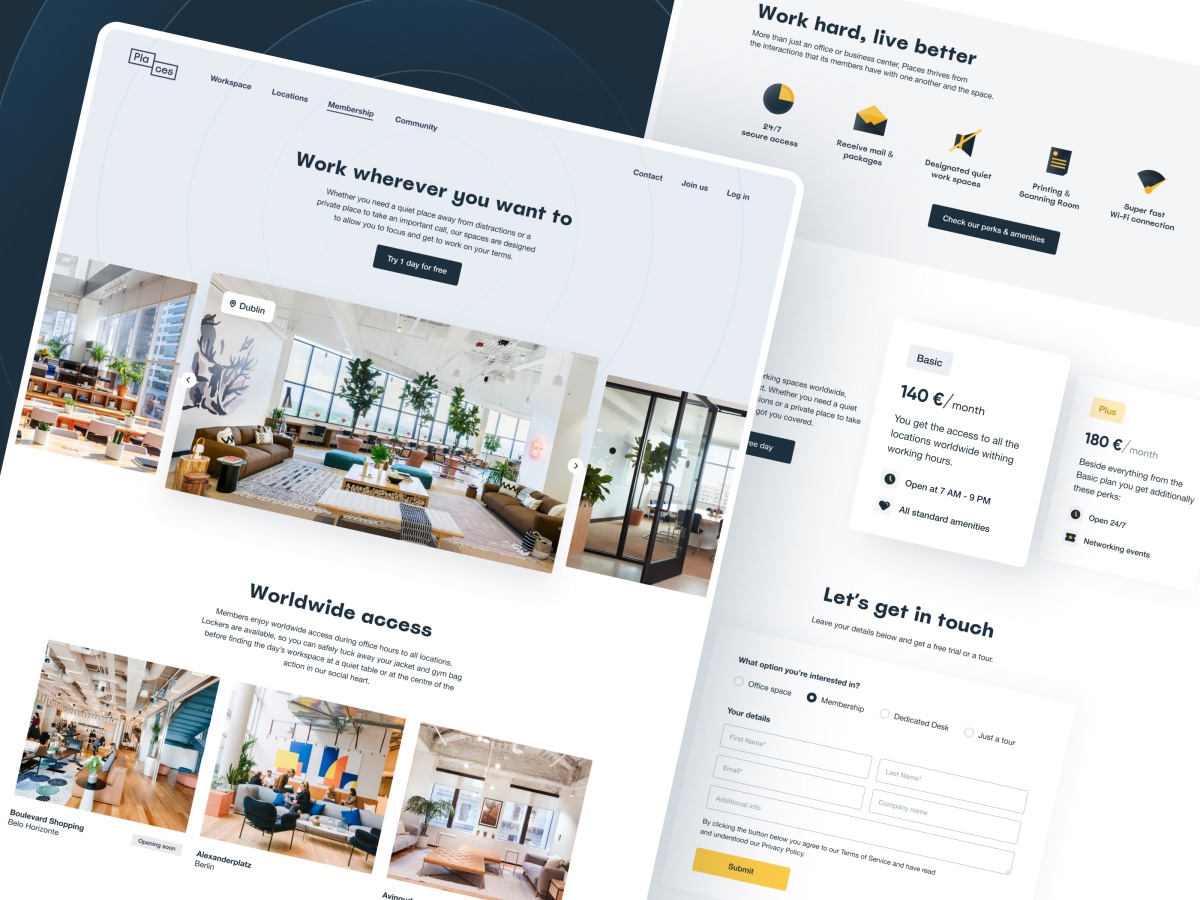 Pla
ces
Workspace
Locations
Membership
Community
Contact
Join us
Log in
Work wherever you want to
Whether you need a quiet place away from distractions or a
private place to take an important call, our spaces are designed
to allow you to focus and get to work on your terms.
Try 1 day for free
Dublin
Worldwide access
Members enjoy worldwide access during office hours to all locations.
Lockers are available, so you can safely tuck away your jacket and gym bag
before finding the day's workspace at a quiet table or at the centre of the
action in our social heart.
Boulevard Shopping
Belo Horizonte
Opening soon
Alexanderplatz
Berlin
Work hard, live better
More than just an office or business center, Places thrives from
the interactions that its members have with one another and the space.
24/7
secure access
Receive mail &
packages
Designated quiet
work spaces
Printing &
Scanning Room
Super fast
Wi-Fi connection
Check our perks & amenities
spaces worldwide,
Whether you need a quiet
or a private place to take
got you covered.
day
Basic
140 €/month
You get the access to all the
locations worldwide withing
working hours.
Open at 7 AM - 9 PM
All standard amenities
Plus
180 €/month
Beside everything from the
Basic plan you get additionally
these perks:
Open 24/7
Networking events
Let's get in touch
Leave your details below and get a free trial or a tour.
What option you're interested in?
Office space
Membership
Dedicated Desk
Just a tour
Your details
First Name*
Last Name*
Email*
Company name
Additional info
By clicking the button below you agree to our Terms of Service and have read
and understood our Privacy Policy.
Submit